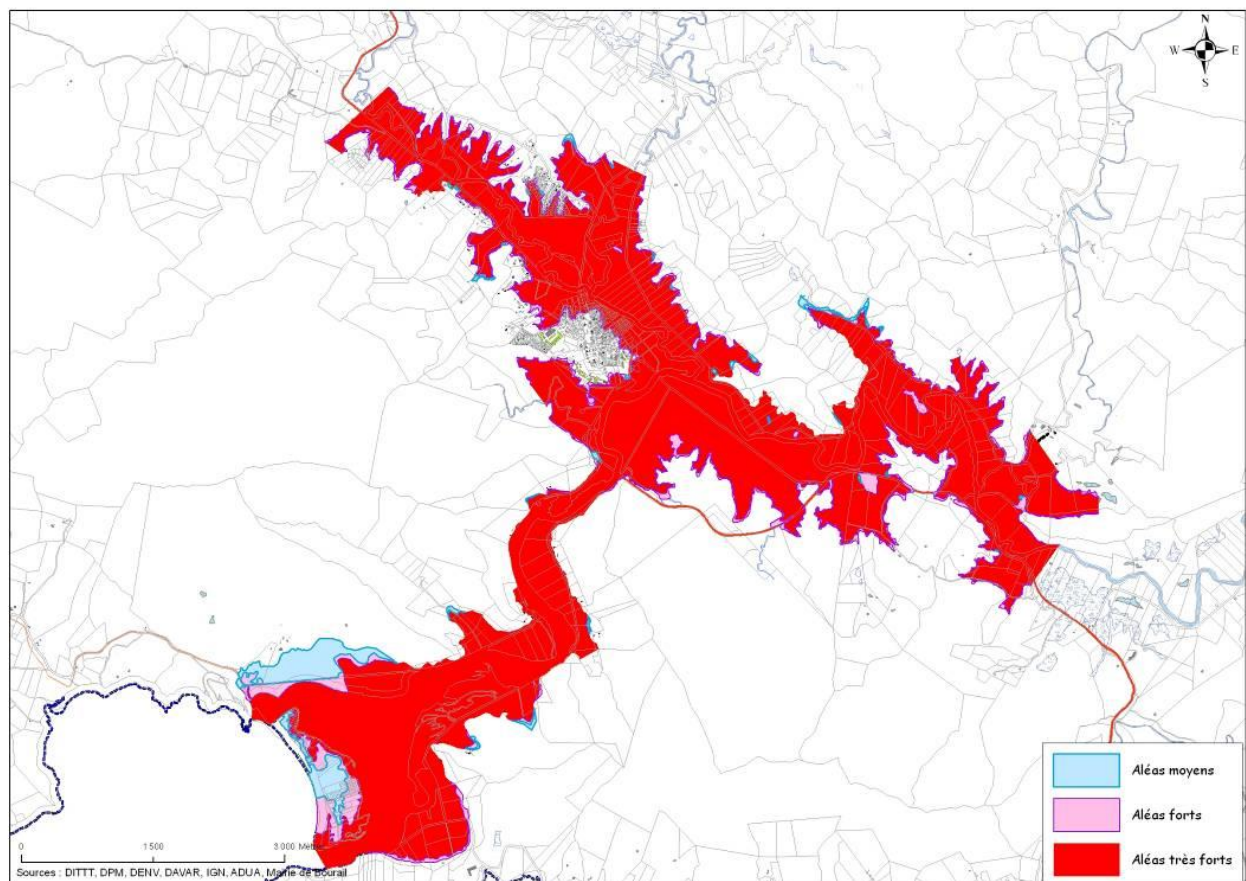 N
W E
S
Aléas moyens
Aléas forts
Aléas très forts
0 1 500 3 000 Mètres
Sources : DITTT, DPM, DENV, DAVAR, IGN, ADUA, Mairie de Bourail